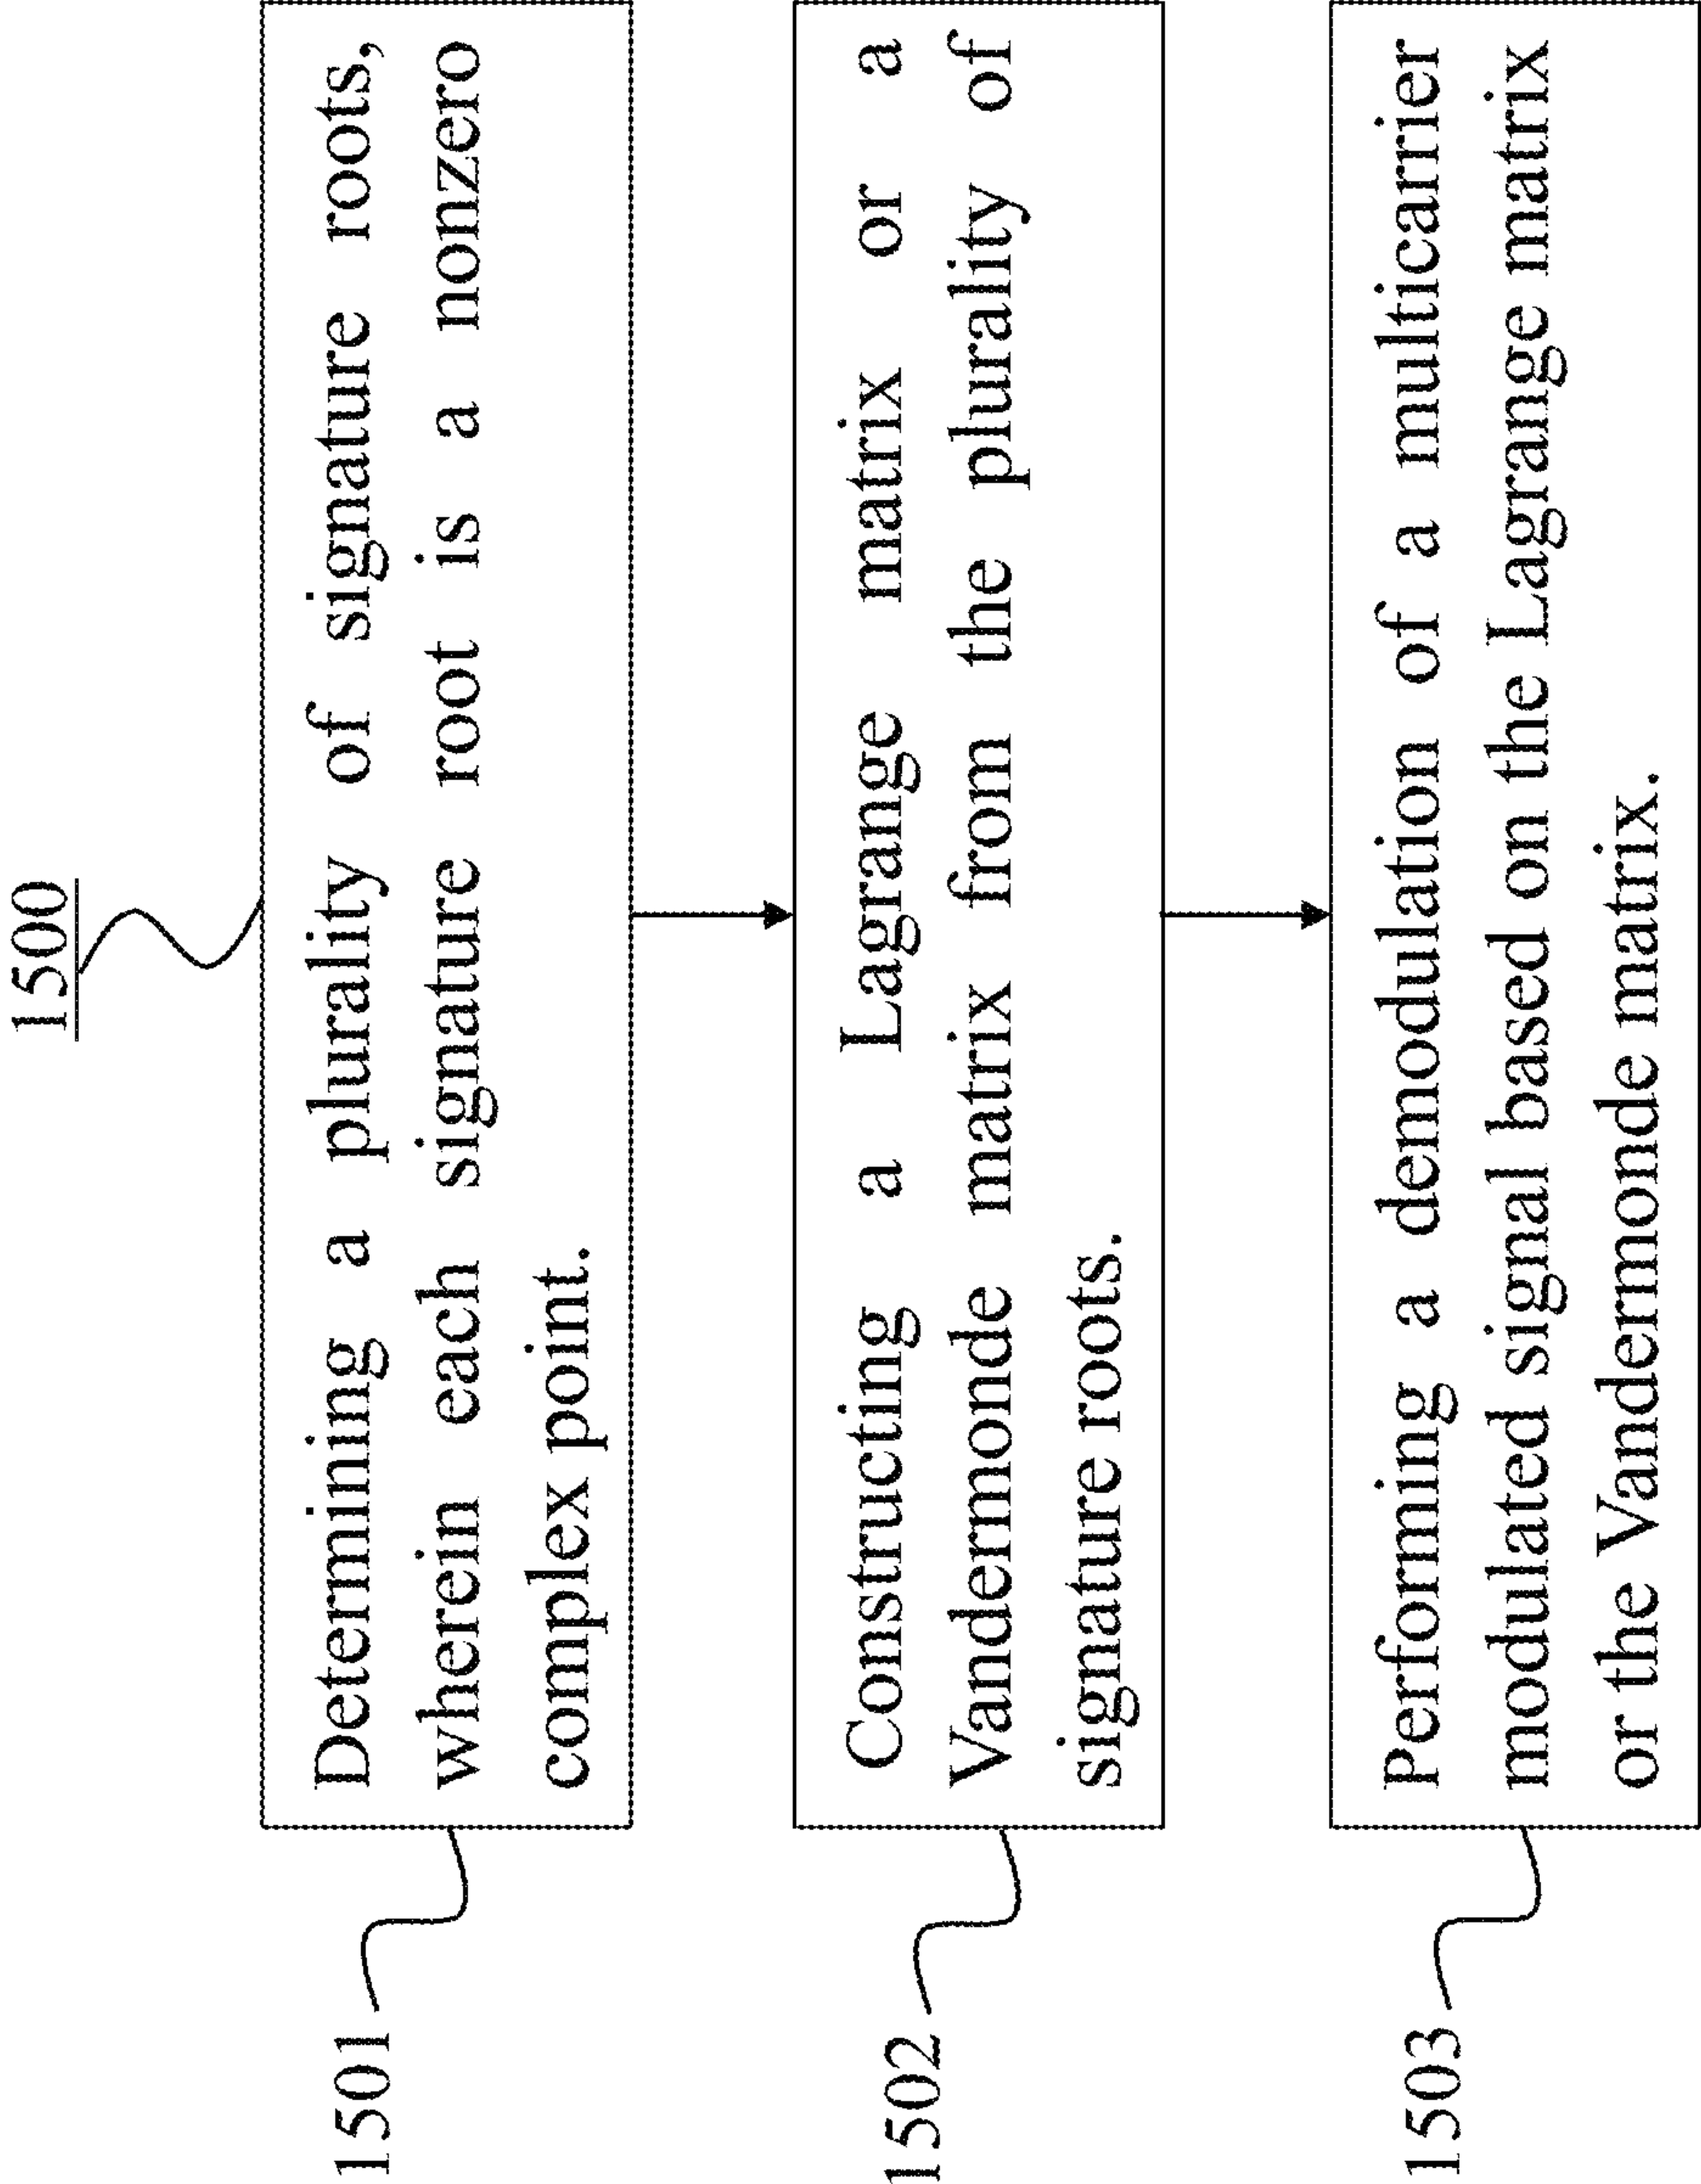 1500
1501
Determining a plurality of signature roots,
wherein each signature root is a nonzero
complex point.
1502
Constructing a Lagrange matrix or a
Vandermonde matrix from the plurality of
signature roots.
1503
Performing a demodulation of a multicarrier
modulated signal based on the Lagrange matrix
or the Vandermonde matrix.